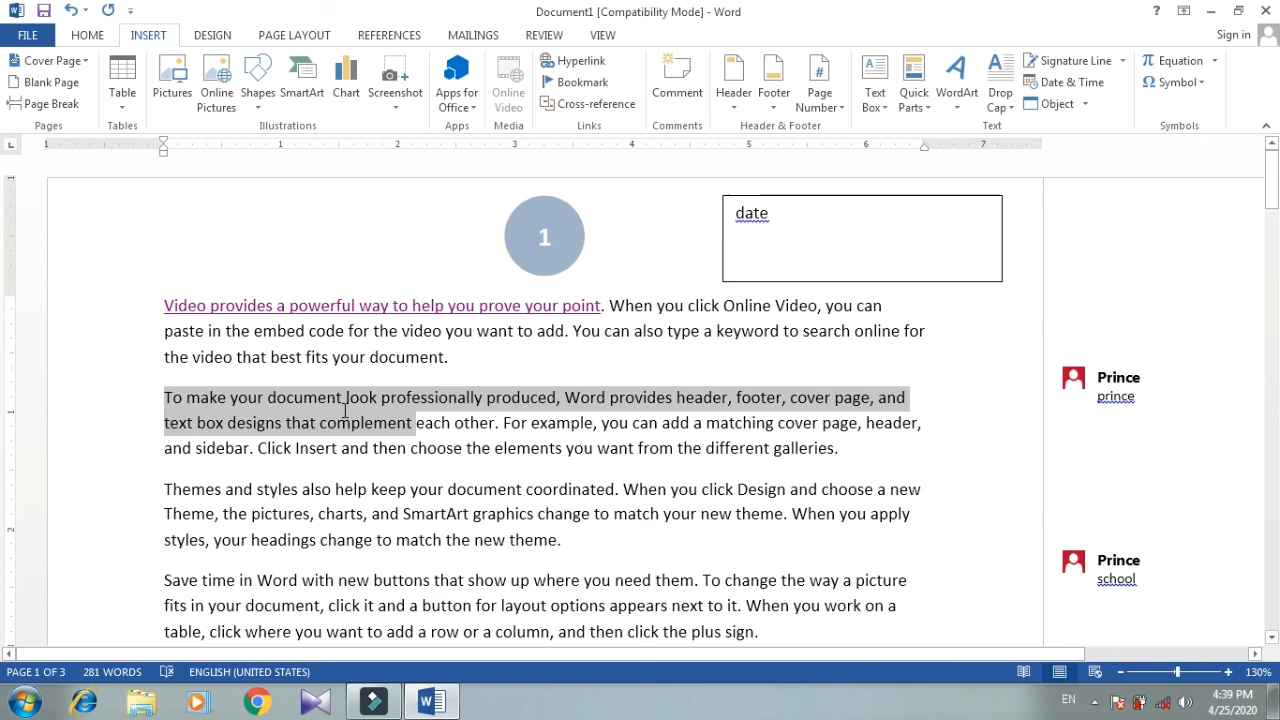 Document1 [Compatibility Mode] - Word
?
FILE HOME INSERT DESIGN PAGE LAYOUT REFERENCES MAILINGS REVIEW VIEW Sign in
Cover Page
Blank Page
Page Break
Pages
Table
Tables
Pictures
Online Pictures
Shapes
SmartArt
Chart
Screenshot
Illustrations
Apps for Office
Apps
Online Video
Media
Hyperlink
Bookmark
Cross-reference
Links
Comment
Comments
Header
Footer
Page Number
Header & Footer
Text Box
Quick Parts
WordArt
Drop Cap
Signature Line
Date & Time
Object
Text
Equation
Symbol
Symbols
1 1 2 3 4 5 6 7
1
1
2
1
date
Video provides a powerful way to help you prove your point. When you click Online Video, you can
paste in the embed code for the video you want to add. You can also type a keyword to search online for
the video that best fits your document.
To make your document look professionally produced, Word provides header, footer, cover page, and
text box designs that complement each other. For example, you can add a matching cover page, header,
and sidebar. Click Insert and then choose the elements you want from the different galleries.
Themes and styles also help keep your document coordinated. When you click Design and choose a new
Theme, the pictures, charts, and SmartArt graphics change to match your new theme. When you apply
styles, your headings change to match the new theme.
Save time in Word with new buttons that show up where you need them. To change the way a picture
fits in your document, click it and a button for layout options appears next to it. When you work on a
table, click where you want to add a row or a column, and then click the plus sign.
Prince
prince
Prince
school
PAGE 1 OF 3 281 WORDS ENGLISH (UNITED STATES) 130%
EN
4:39 PM
4/25/2020